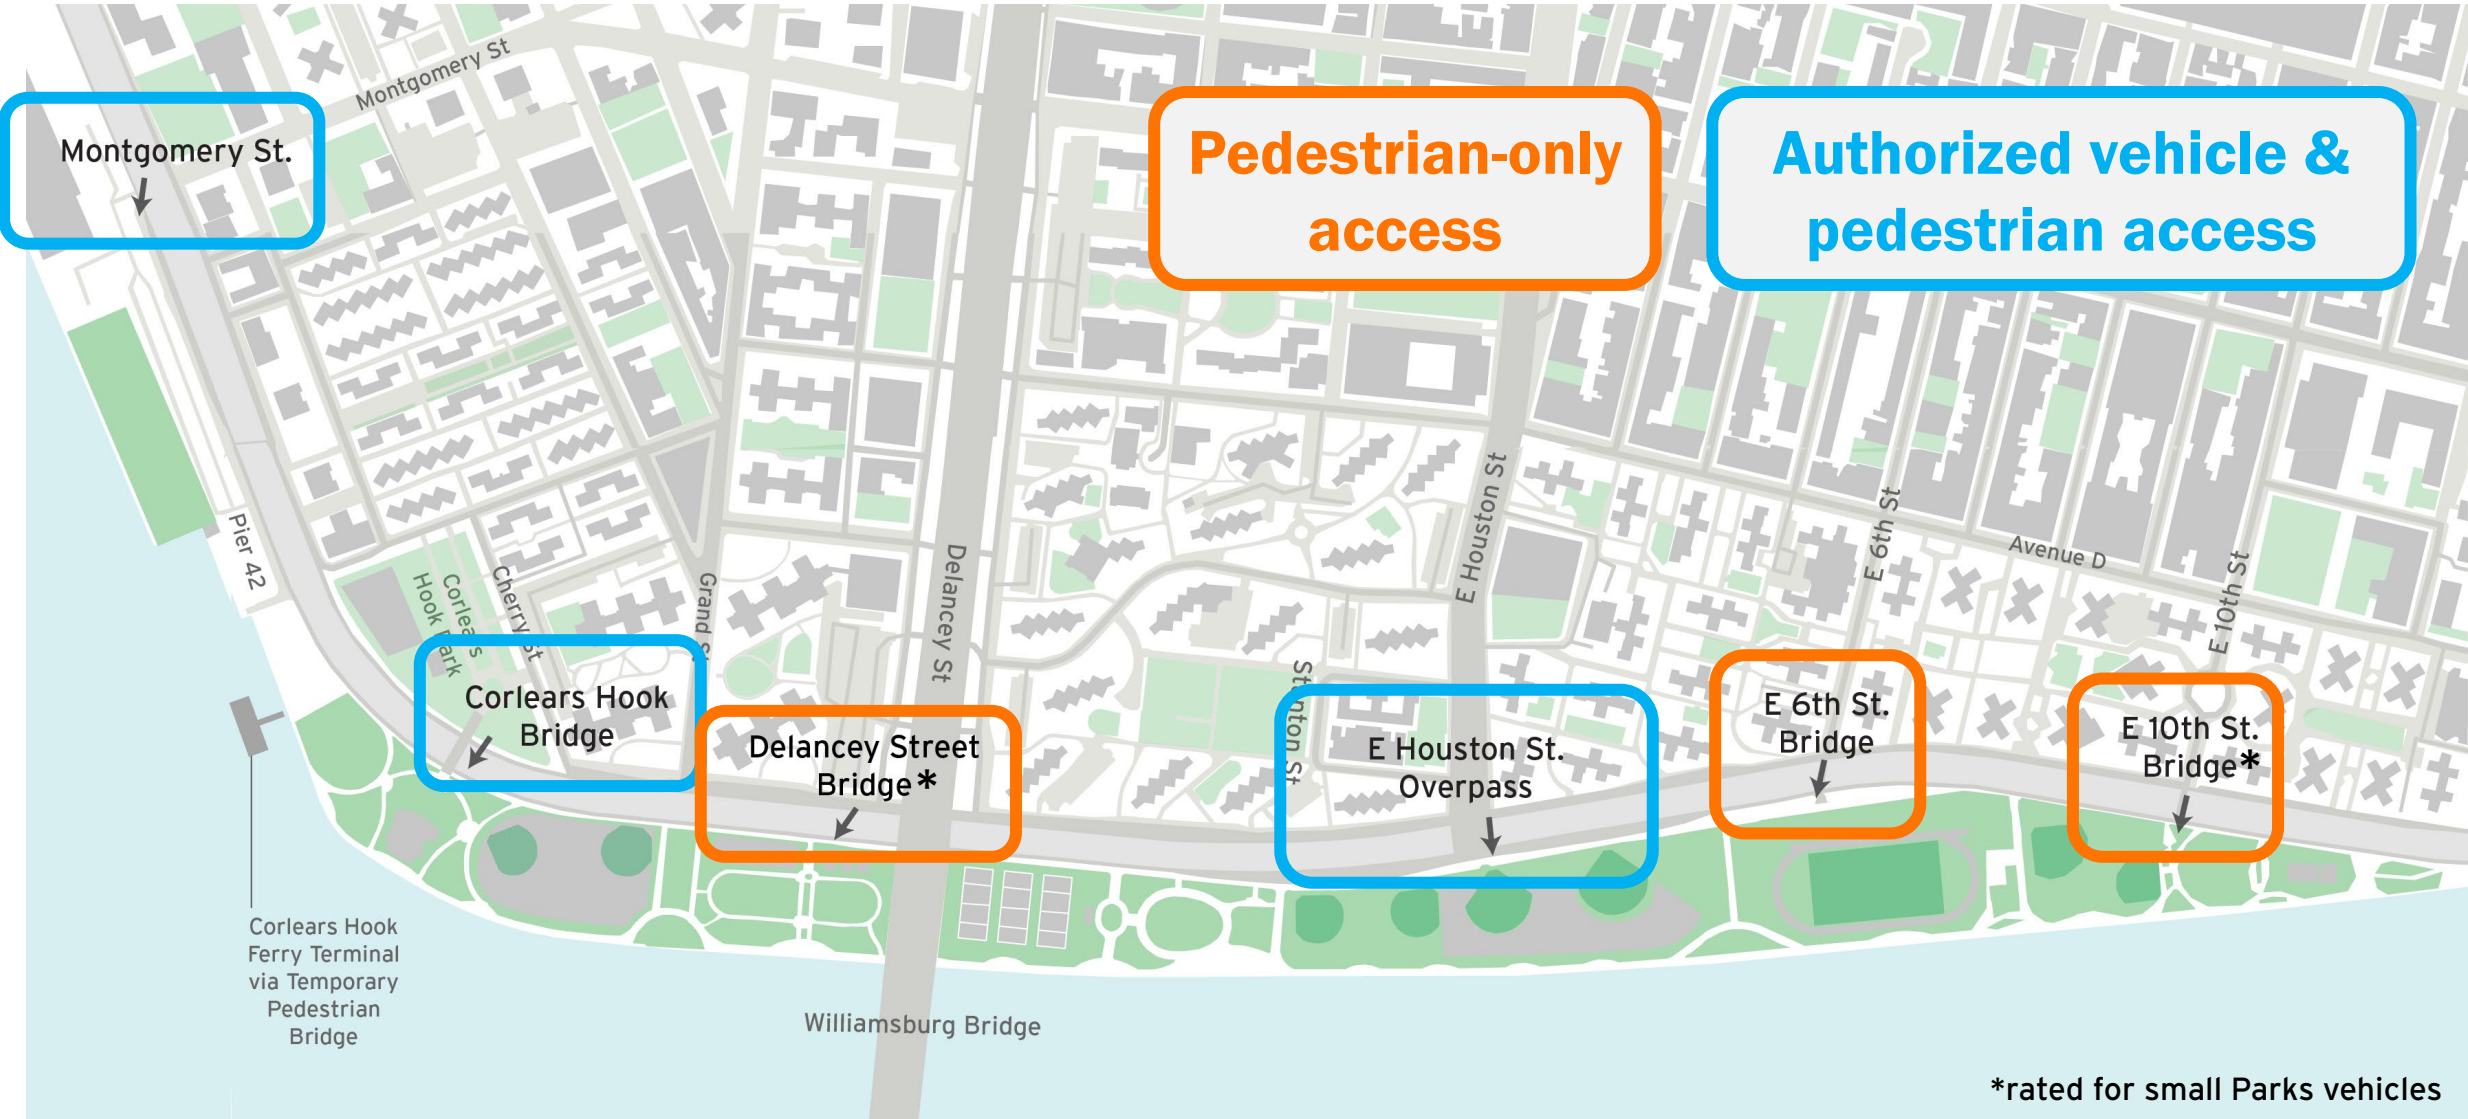 Montgomery St
Montgomery St.
Pedestrian-only
access
Authorized vehicle &
pedestrian access
Pier 42
Corlears
Hook Park
Cherry St
Grand St
Delancey St
E Houston St
Stanton St
E 6th St
Avenue D
E 10th St
Corlears Hook
Bridge
Delancey Street
Bridge*
E Houston St.
Overpass
E 6th St.
Bridge
E 10th St.
Bridge*
Corlears Hook
Ferry Terminal
via Temporary
Pedestrian
Bridge
Williamsburg Bridge
*rated for small Parks vehicles